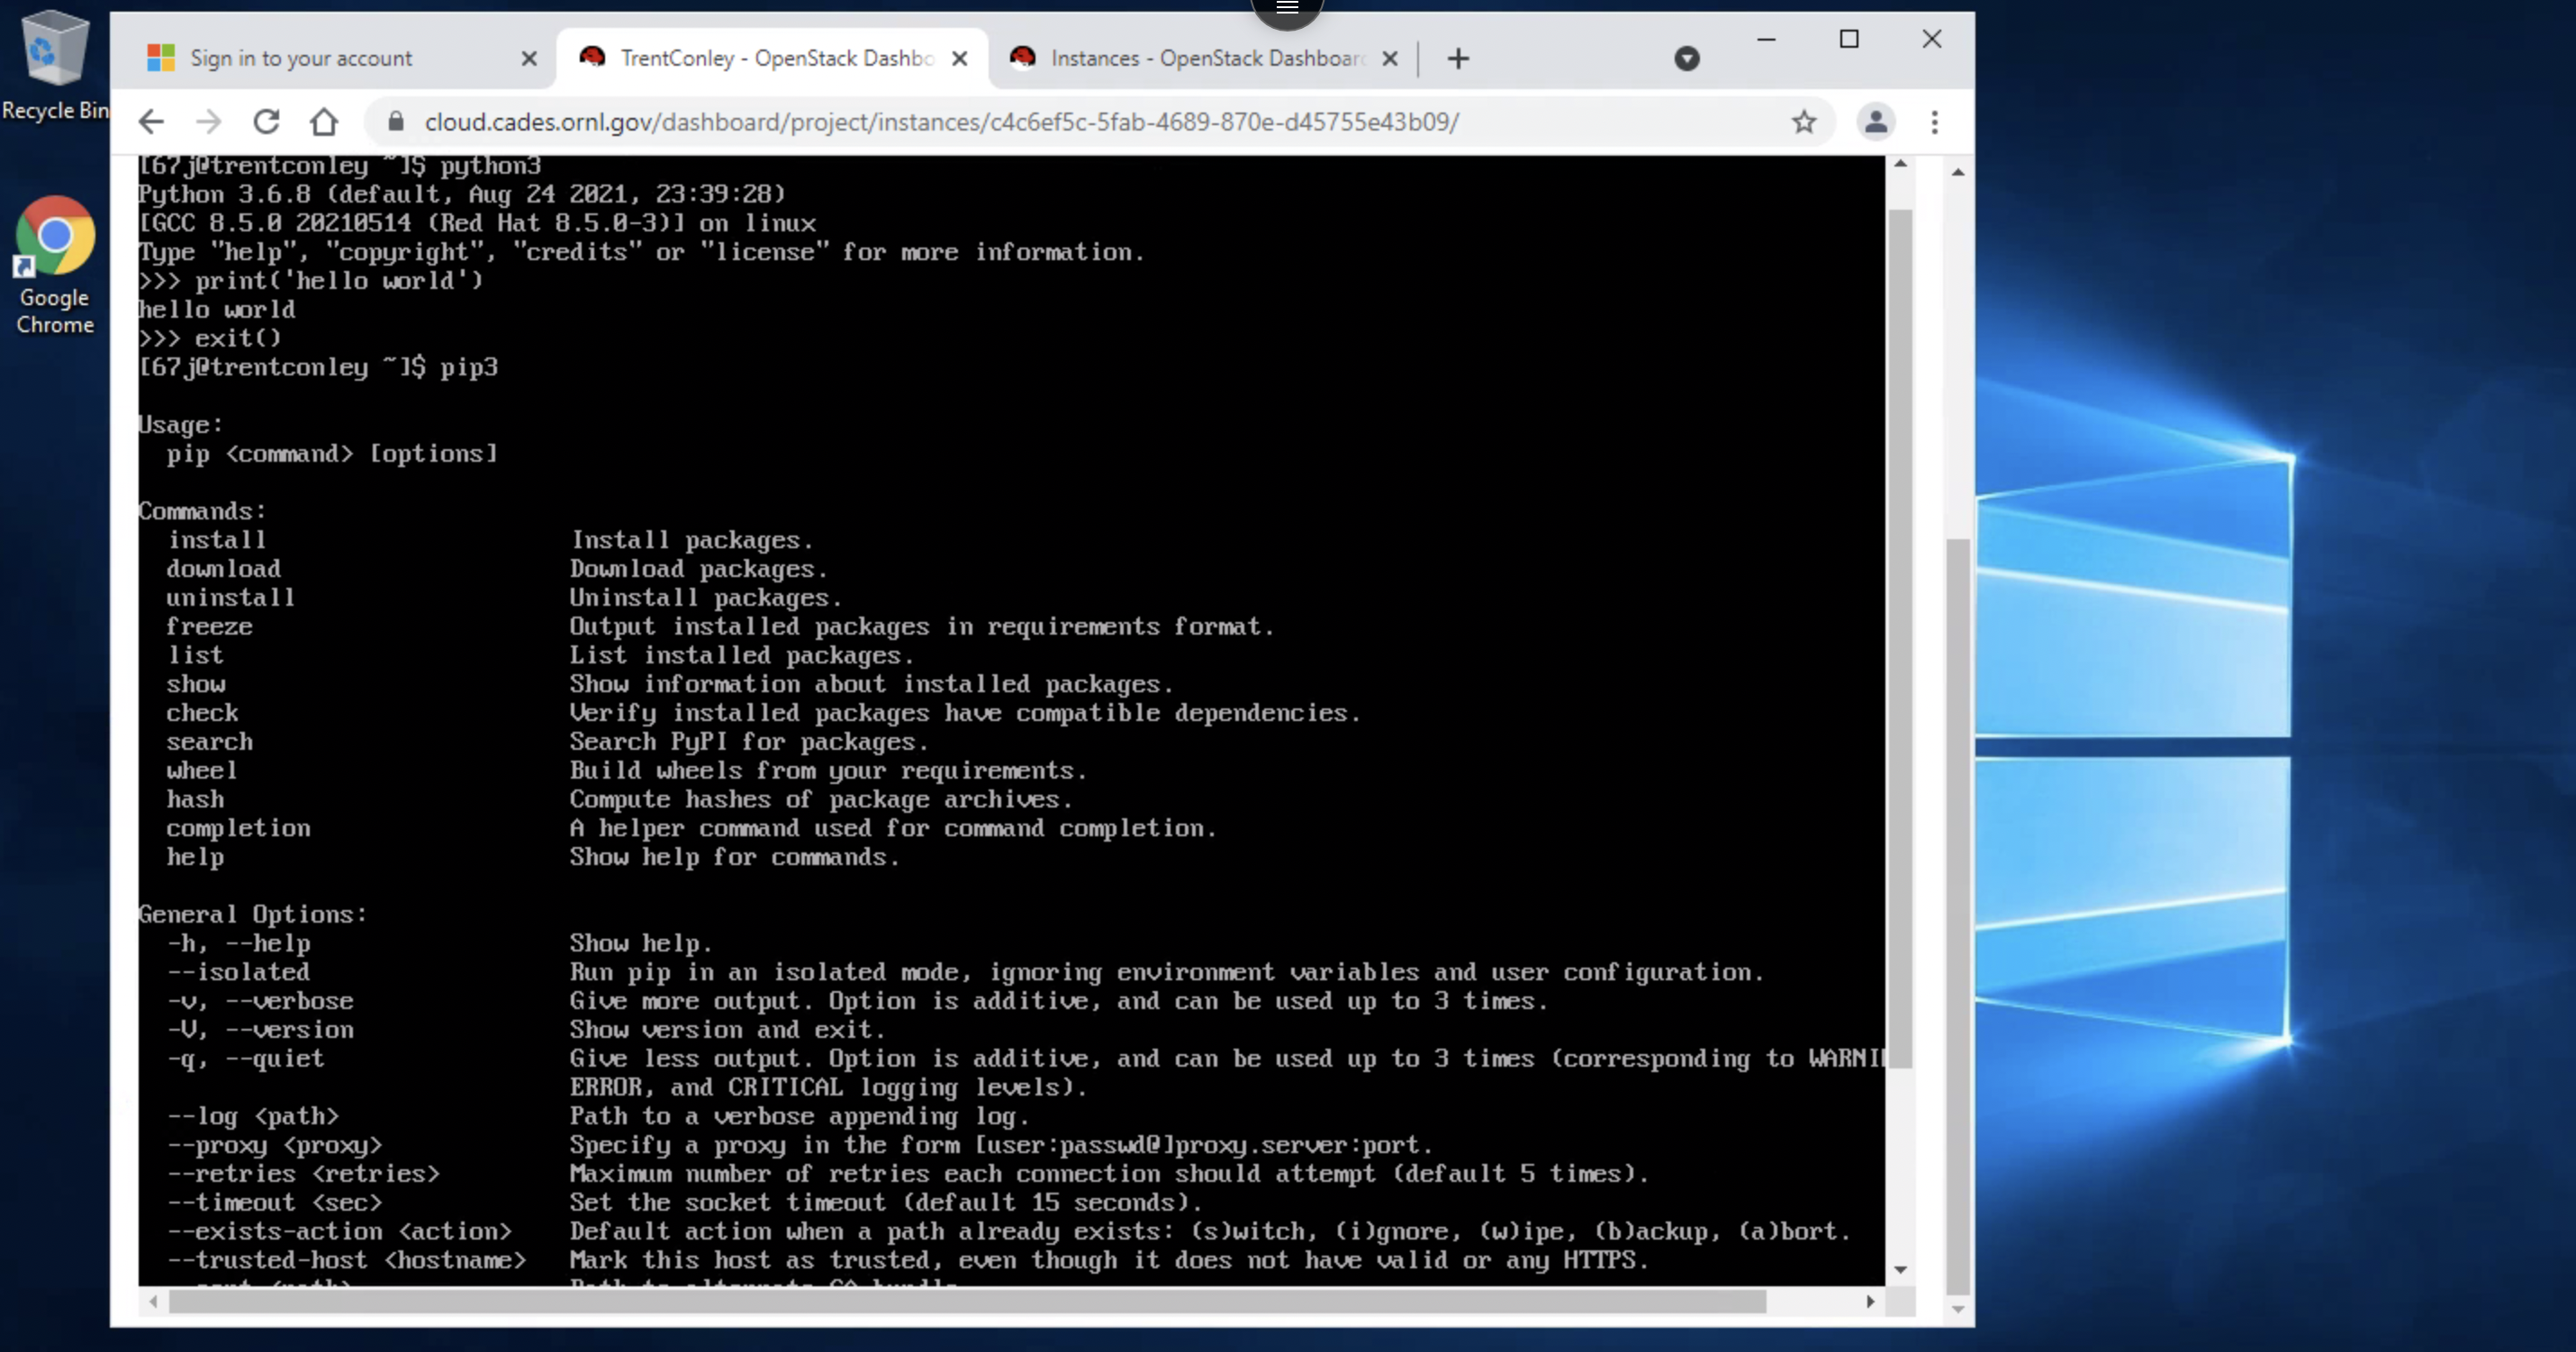 Recycle Bin
Google
Chrome
Sign in to your account
TrentConley - OpenStack Dashbo
Instances - OpenStack Dashboar
cloud.cades.ornl.gov/dashboard/project/instances/c4c6ef5c-5fab-4689-870e-d45755e43b09/
[67j@trentconley ~]$ python3
Python 3.6.8 (default, Aug 24 2021, 23:39:28)
[GCC 8.5.0 20210514 (Red Hat 8.5.0-3)] on linux
Type "help", "copyright", "credits" or "license" for more information.
>>> print('hello world')
hello world
>>> exit()
[67j@trentconley ~]$ pip3
Usage:
pip <command> [options]
Commands:
install Install packages.
download Download packages.
uninstall Uninstall packages.
freeze Output installed packages in requirements format.
list List installed packages.
show Show information about installed packages.
check Verify installed packages have compatible dependencies.
search Search PyPI for packages.
wheel Build wheels from your requirements.
hash Compute hashes of package archives.
completion A helper command used for command completion.
help Show help for commands.
General Options:
-h, --help Show help.
--isolated Run pip in an isolated mode, ignoring environment variables and user configuration.
-v, --verbose Give more output. Option is additive, and can be used up to 3 times.
-V, --version Show version and exit.
-q, --quiet Give less output. Option is additive, and can be used up to 3 times (corresponding to WARNI
ERROR, and CRITICAL logging levels).
--log <path> Path to a verbose appending log.
--proxy <proxy> Specify a proxy in the form [user:passwd@]proxy.server:port.
--retries <retries> Maximum number of retries each connection should attempt (default 5 times).
--timeout <sec> Set the socket timeout (default 15 seconds).
--exists-action <action> Default action when a path already exists: (s)witch, (i)gnore, (w)ipe, (b)ackup, (a)bort.
--trusted-host <hostname> Mark this host as trusted, even though it does not have valid or any HTTPS.